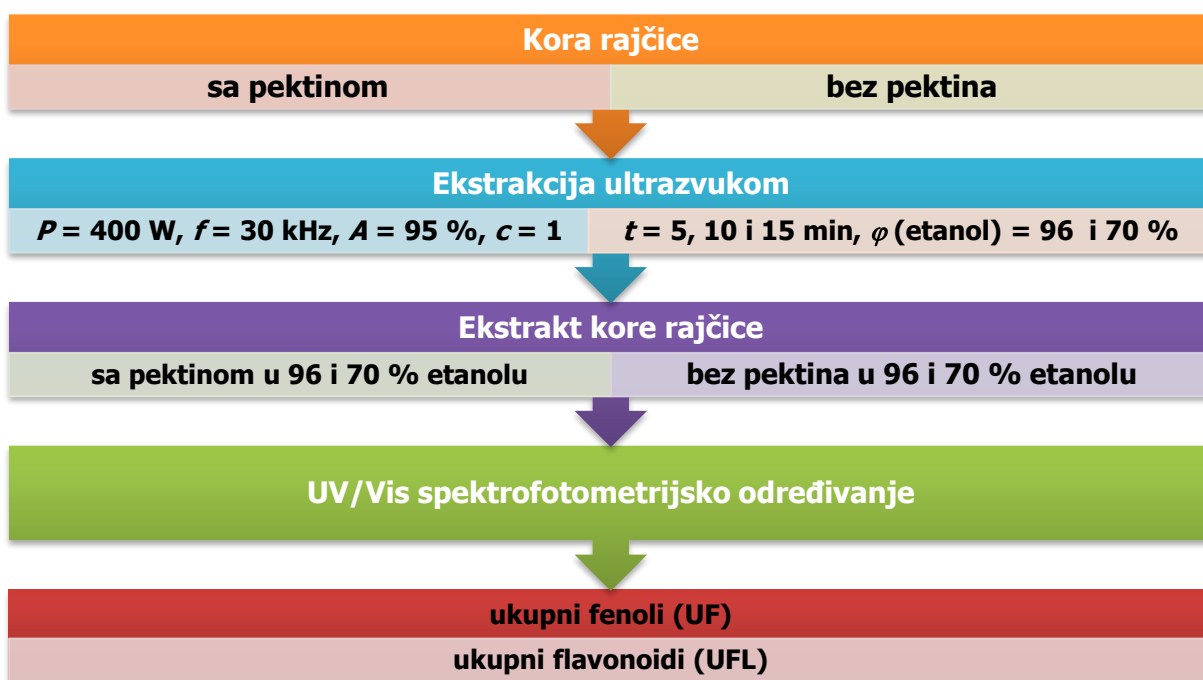 Kora rajčice
sa pektinom
bez pektina
Ekstrakcija ultrazvukom
P = 400 W, f = 30 kHz, A = 95 %, c = 1
t = 5, 10 i 15 min, φ (etanol) = 96 i 70 %
Ekstrakt kore rajčice
sa pektinom u 96 i 70 % etanolu
bez pektina u 96 i 70 % etanolu
UV/Vis spektrofotometrijsko određivanje
ukupni fenoli (UF)
ukupni flavonoidi (UFL)